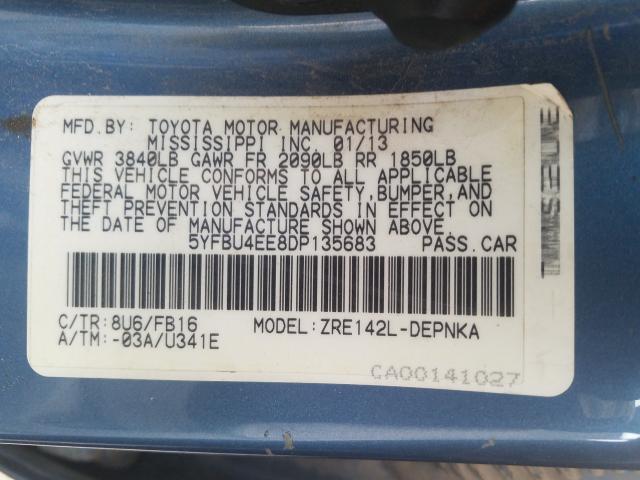 MFD.BY: TOYOTA MOTOR MANUFACTURING
MISSISSIPPI INC. 01/13
GVWR 3840LB GAWR FR 2090LB RR 1850LB
THIS VEHICLE CONFORMS TO ALL APPLICABLE
FEDERAL MOTOR VEHICLE SAFETY,BUMPER,AND
THEFT PREVENTION STANDARDS IN EFFECT ON
THE DATE OF MANUFACTURE SHOWN ABOVE.
5YFBU4EE8DP135683 PASS.CAR
C/TR:8U6/FB16 MODEL:ZRE142L-DEPNKA
A/TM:-03A/U341E
CA00141027